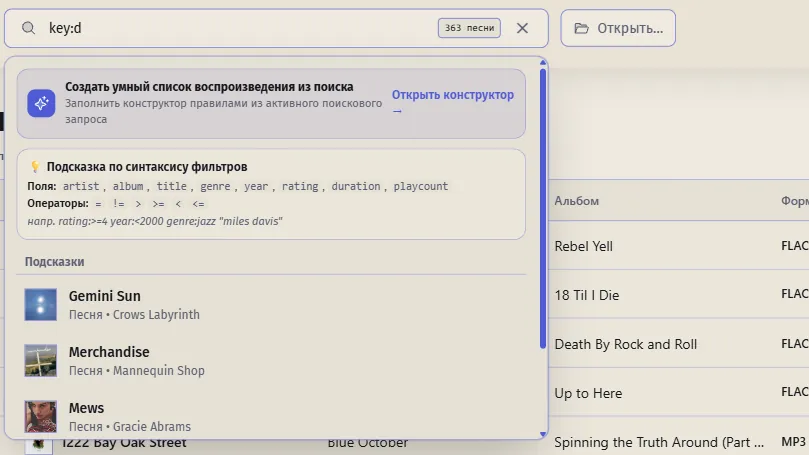 key:d
363 песни
Открыть...
Создать умный список воспроизведения из поиска
Заполнить конструктор правилами из активного поискового
запроса
Открыть конструктор
→
Подсказка по синтаксису фильтров
Поля: artist, album, title, genre, year, rating, duration, playcount
Операторы: = != > >= < <=
напр. rating:>=4 year:<2000 genre:jazz "miles davis"
Подсказки
Gemini Sun
Песня • Crows Labyrinth
Merchandise
Песня • Mannequin Shop
Mews
Песня • Gracie Abrams
Альбом
Rebel Yell
FLAC
18 Til I Die
FLAC
Death By Rock and Roll
FLAC
Up to Here
FLAC
1222 Bay Oak Street
Blue October
Spinning the Truth Around (Part ...
MP3